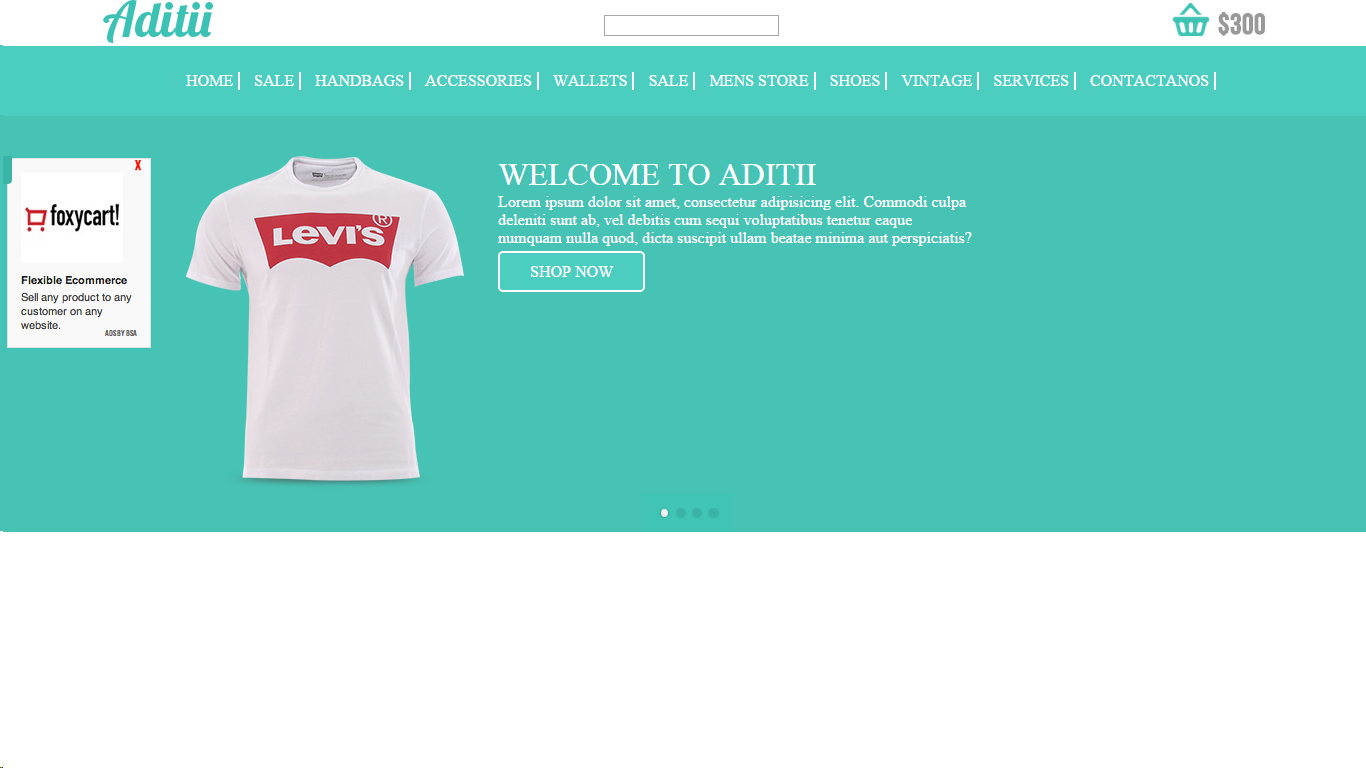 Aditii
$300
HOME SALE HANDBAGS ACCESSORIES WALLETS SALE MENS STORE SHOES VINTAGE SERVICES CONTACTANOS
X
foxycart!
Flexible Ecommerce
Sell any product to any
customer on any
website.
ADS BY BSA
LEVI'S ®
WELCOME TO ADITII
Lorem ipsum dolor sit amet, consectetur adipisicing elit. Commodi culpa
deleniti sunt ab, vel debitis cum sequi voluptatibus tenetur eaque
numquam nulla quod, dicta suscipit ullam beatae minima aut perspiciatis?
SHOP NOW